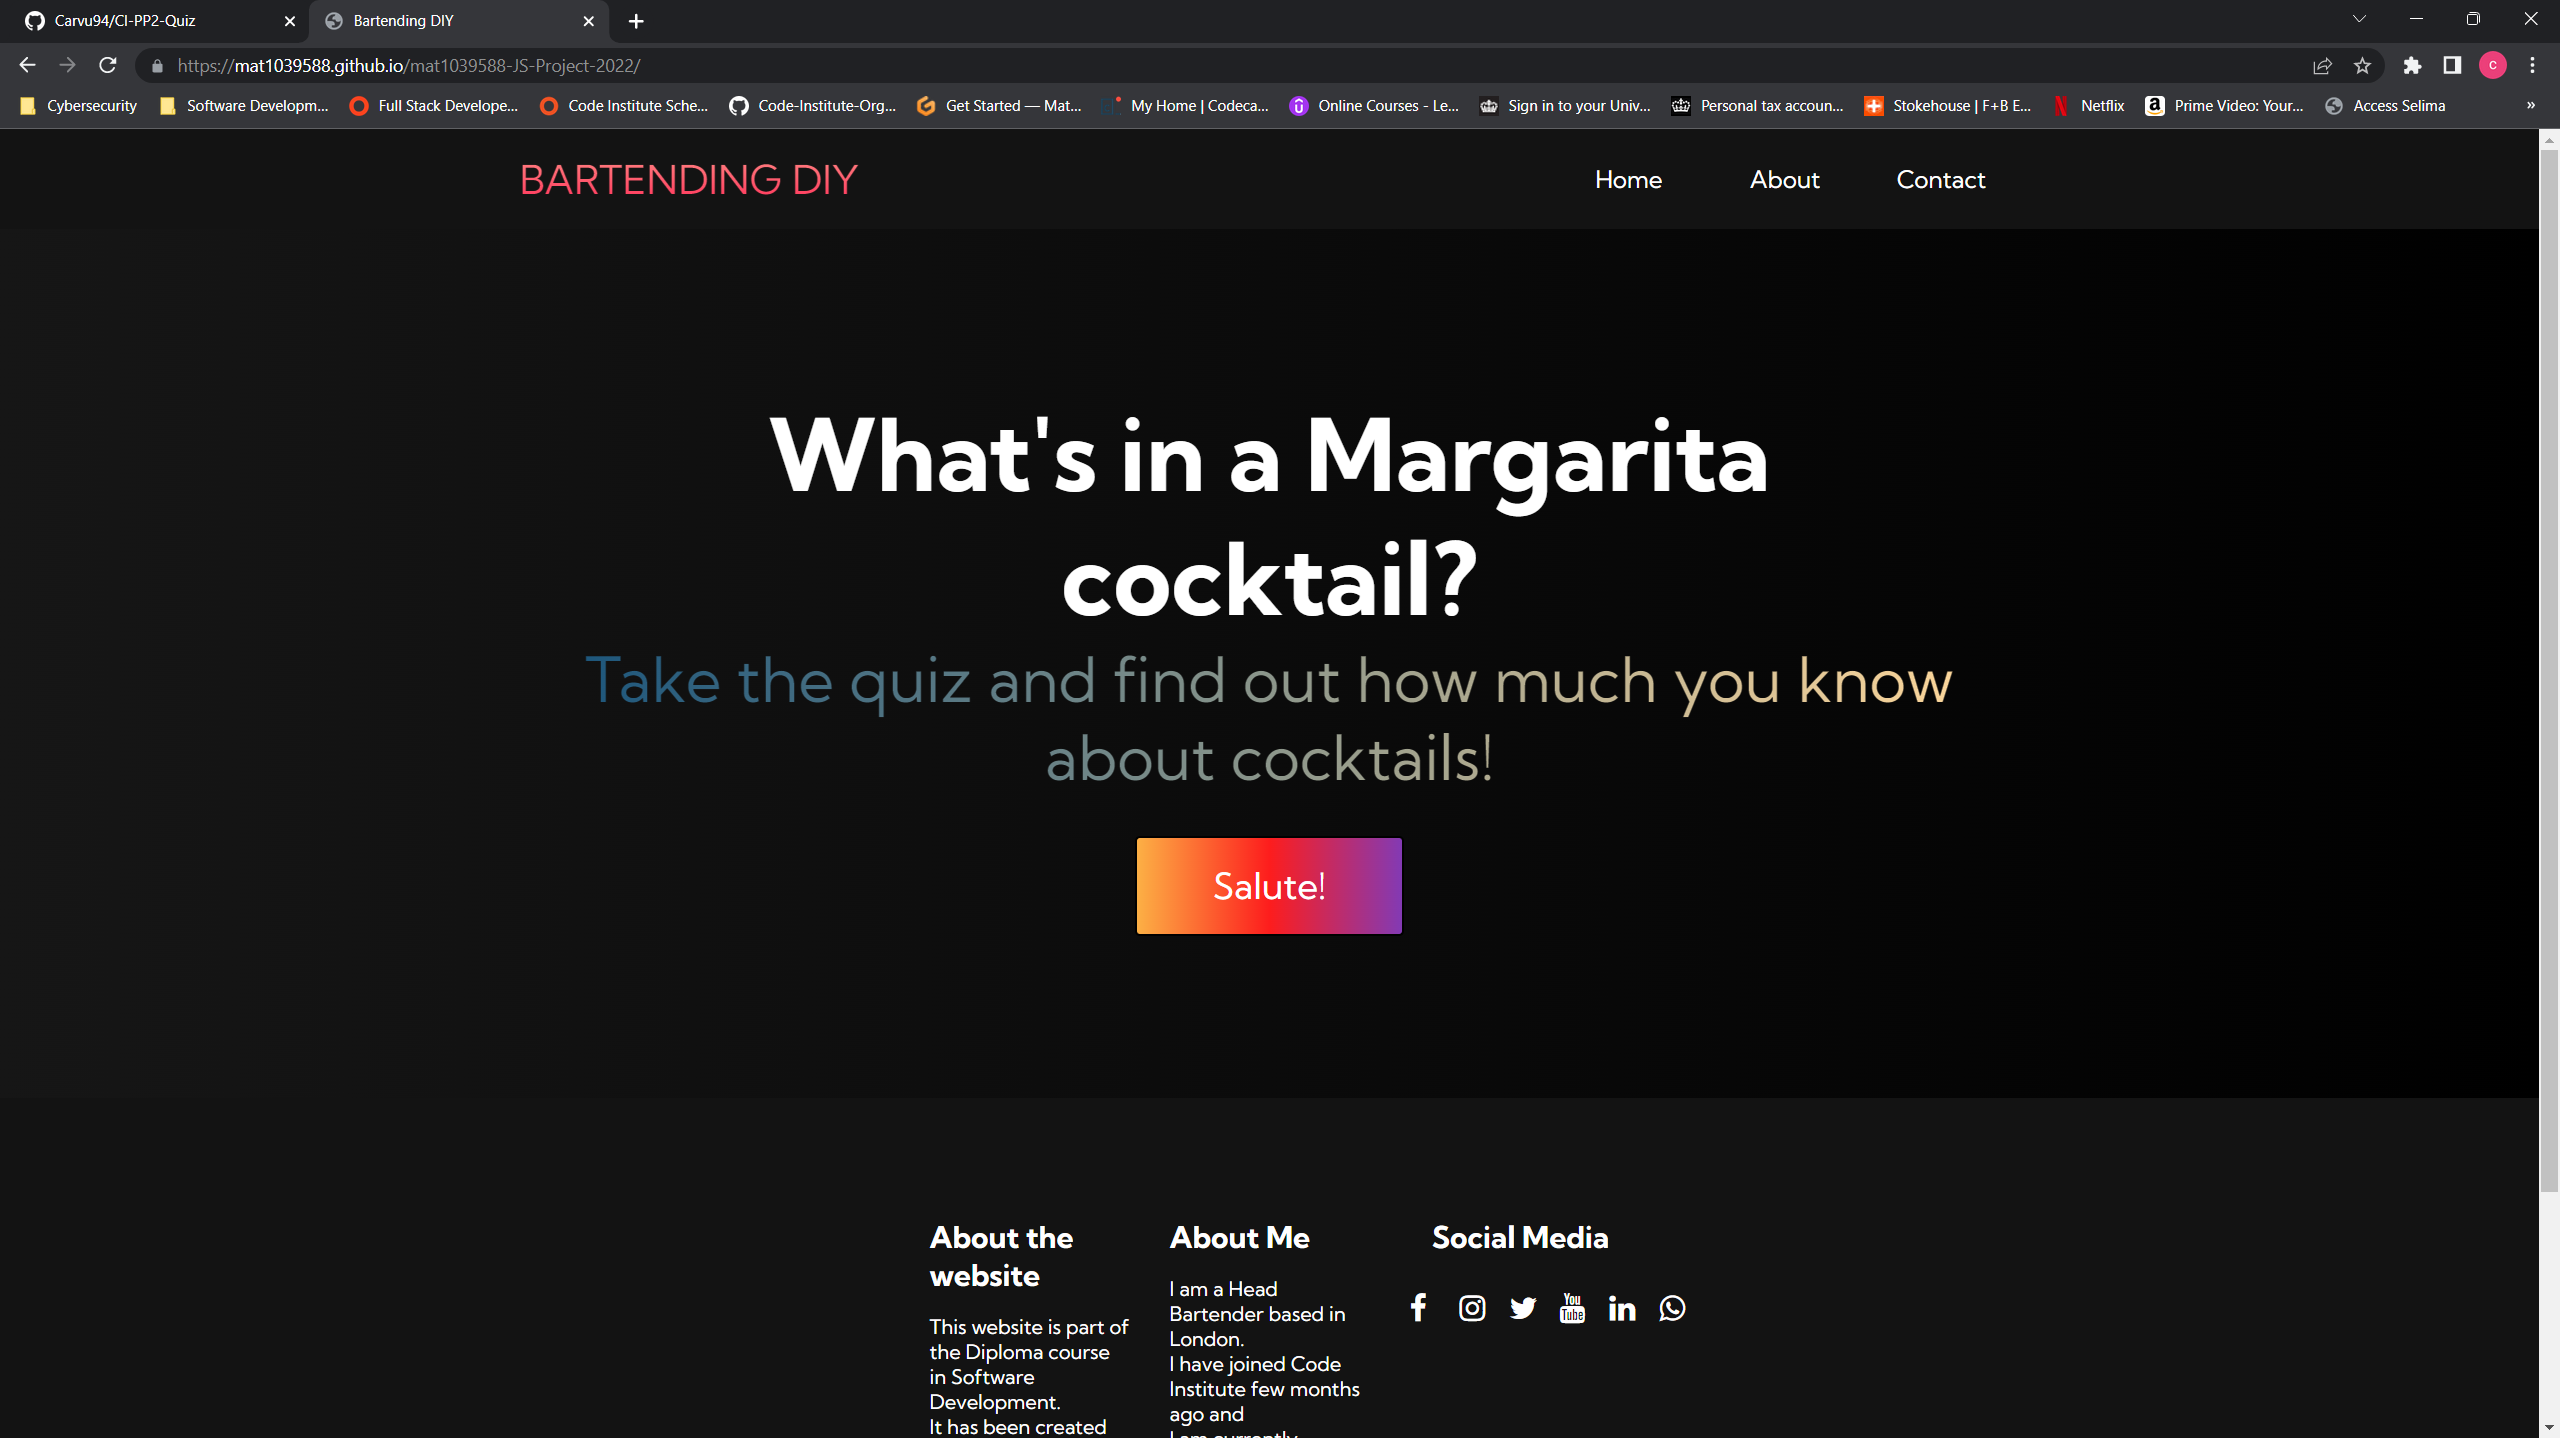 Carvu94/CI-PP2-Quiz
Bartending DIY
https://mat1039588.github.io/mat1039588-JS-Project-2022/
C
Cybersecurity
Software Developm...
Full Stack Develope...
Code Institute Sche...
Code-Institute-Org...
Get Started — Mat...
My Home | Codeca...
Online Courses - Le...
Sign in to your Univ...
Personal tax accoun...
Stokehouse | F+B E...
Netflix
Prime Video: Your...
Access Selima
»
BARTENDING DIY
Home
About
Contact
What's in a Margarita
cocktail?
Take the quiz and find out how much you know
about cocktails!
Salute!
About the
website
This website is part of
the Diploma course
in Software
Development.
It has been created
About Me
I am a Head
Bartender based in
London.
I have joined Code
Institute few months
ago and
I am currently
Social Media
You
Tube